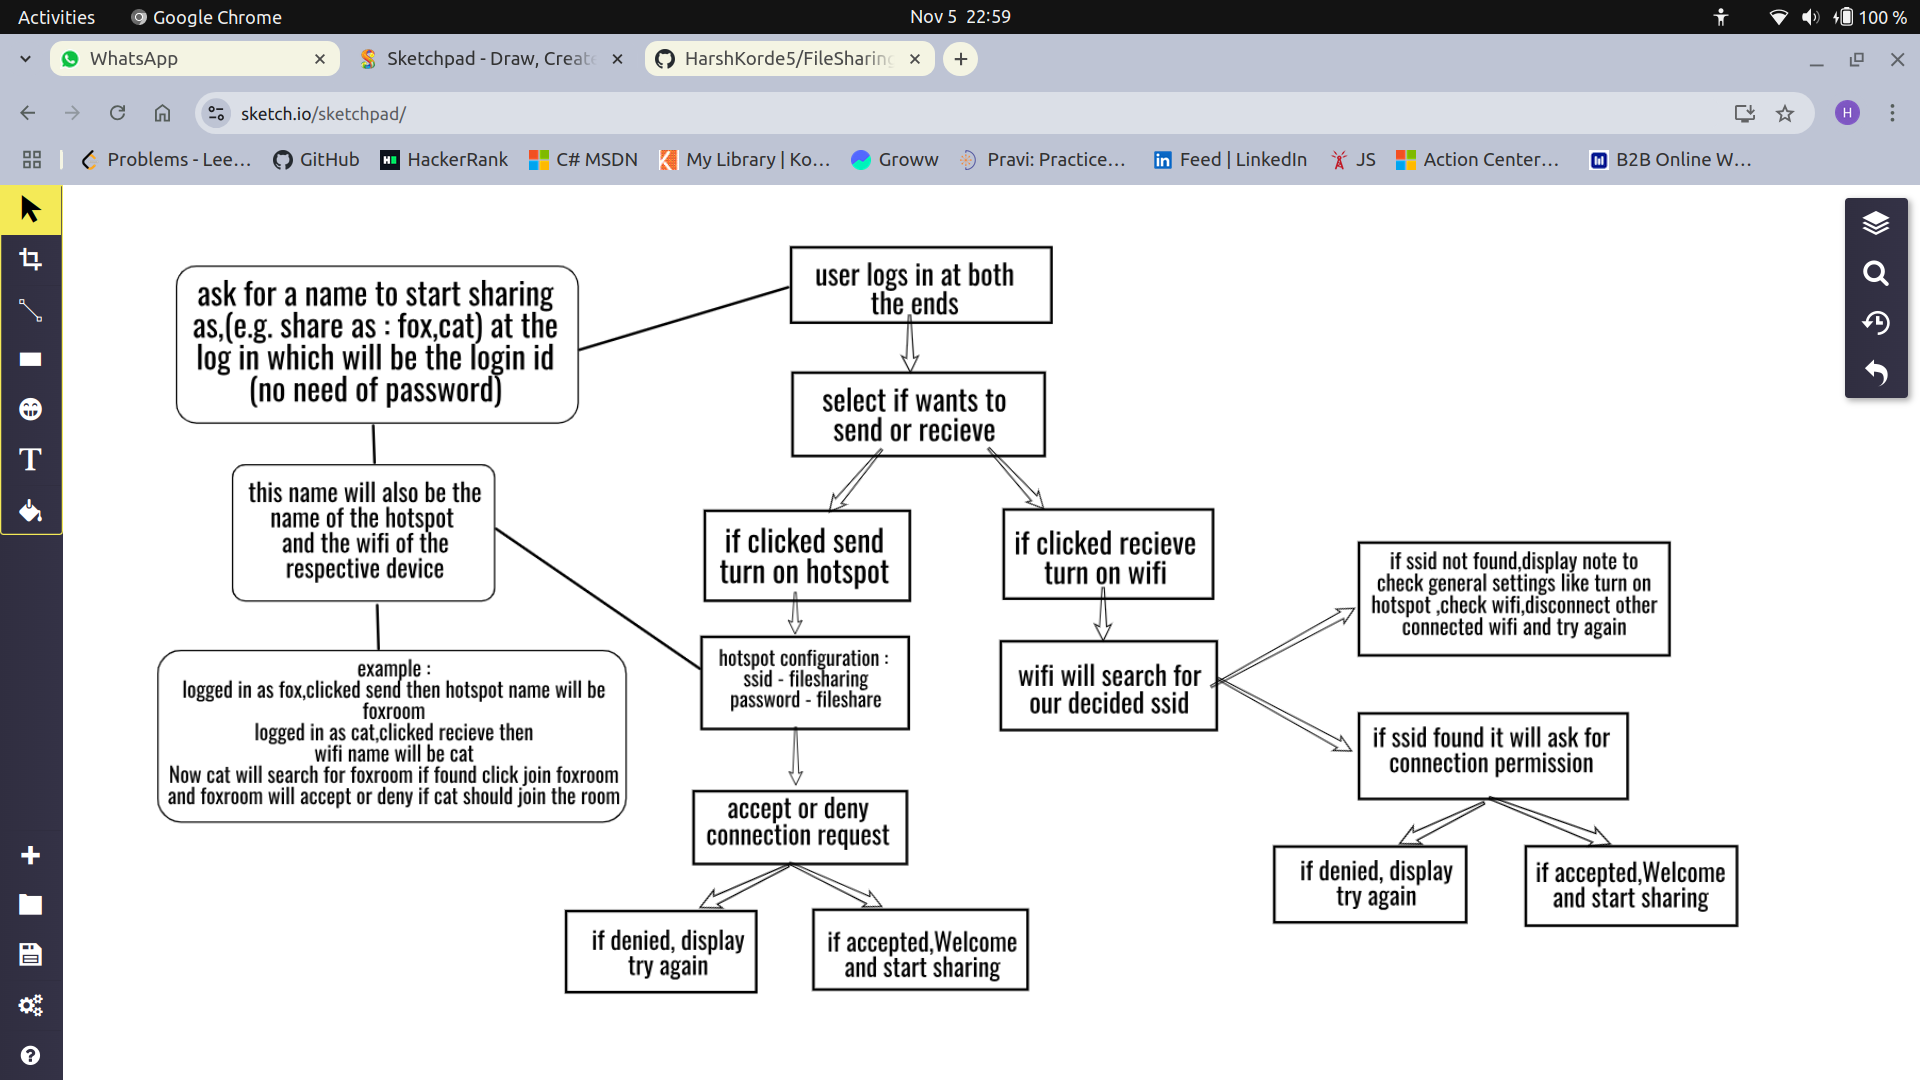 Activities
Google Chrome
Nov 5 22:59
100 %
WhatsApp
Sketchpad - Draw, Create
HarshKorde5/FileSharing
sketch.io/sketchpad/
H
Problems - Lee...
GitHub
HackerRank
C# MSDN
My Library | Ko...
Groww
Pravi: Practice...
Feed | LinkedIn
JS
Action Center...
B2B Online W...
ask for a name to start sharing
as,(e.g. share as : fox,cat) at the
log in which will be the login id
(no need of password)
user logs in at both
the ends
select if wants to
send or recieve
this name will also be the
name of the hotspot
and the wifi of the
respective device
if clicked send
turn on hotspot
if clicked recieve
turn on wifi
if ssid not found,display note to
check general settings like turn on
hotspot ,check wifi,disconnect other
connected wifi and try again
example :
logged in as fox,clicked send then hotspot name will be
foxroom
logged in as cat,clicked recieve then
wifi name will be cat
Now cat will search for foxroom if found click join foxroom
and foxroom will accept or deny if cat should join the room
hotspot configuration :
ssid - filesharing
password - fileshare
wifi will search for
our decided ssid
if ssid found it will ask for
connection permission
accept or deny
connection request
if denied, display
try again
if accepted,Welcome
and start sharing
if denied, display
try again
if accepted,Welcome
and start sharing